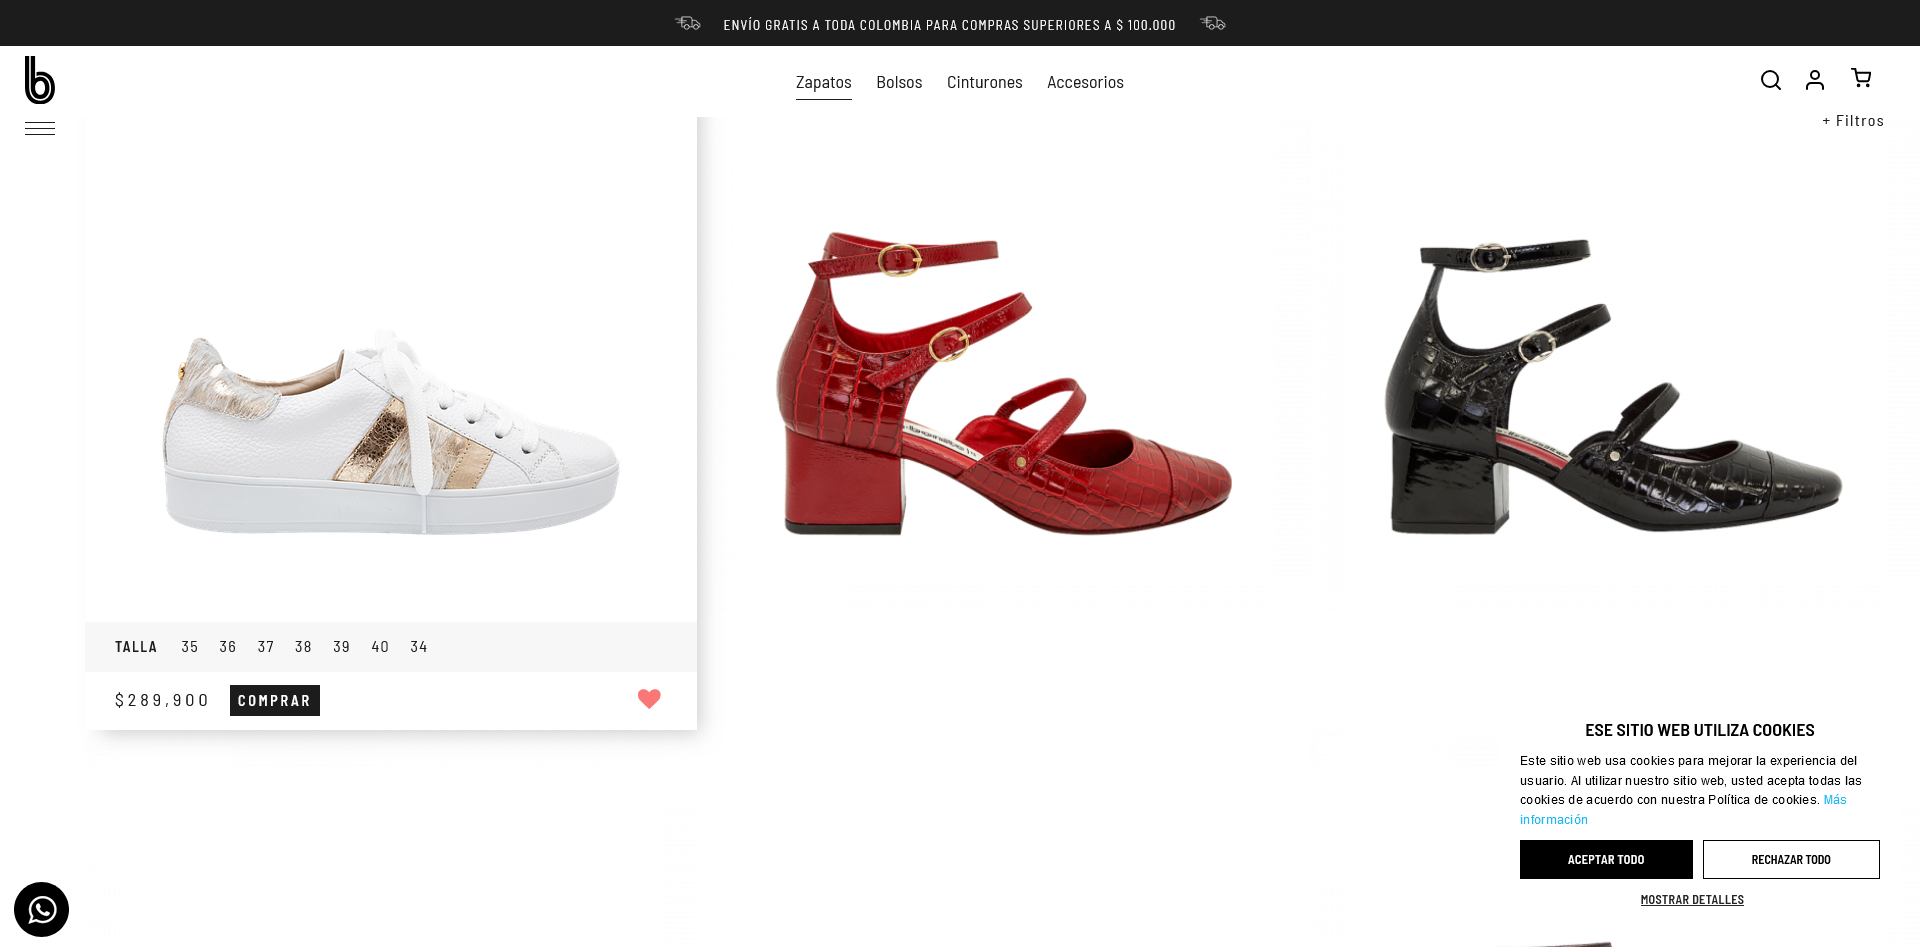 ENVÍO GRATIS A TODA COLOMBIA PARA COMPRAS SUPERIORES A $ 100.000
b
Zapatos Bolsos Cinturones Accesorios
+ Filtros
TALLA 35 36 37 38 39 40 34
$289,900 COMPRAR
ESE SITIO WEB UTILIZA COOKIES
Este sitio web usa cookies para mejorar la experiencia del
usuario. Al utilizar nuestro sitio web, usted acepta todas las
cookies de acuerdo con nuestra Política de cookies. Más
información
ACEPTAR TODO RECHAZAR TODO
MOSTRAR DETALLES